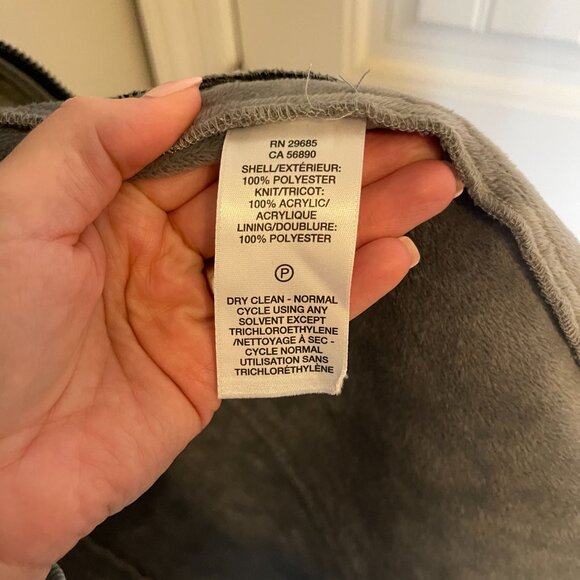 RN 29685
CA 56890
SHELL/EXTÉRIEUR:
100% POLYESTER
KNIT/TRICOT:
100% ACRYLIC/
ACRYLIQUE
LINING/DOUBLURE:
100% POLYESTER
P
DRY CLEAN - NORMAL
CYCLE USING ANY
SOLVENT EXCEPT
TRICHLOROETHYLENE
/NETTOYAGE À SEC -
CYCLE NORMAL
UTILISATION SANS
TRICHLORÉTHYLÈNE